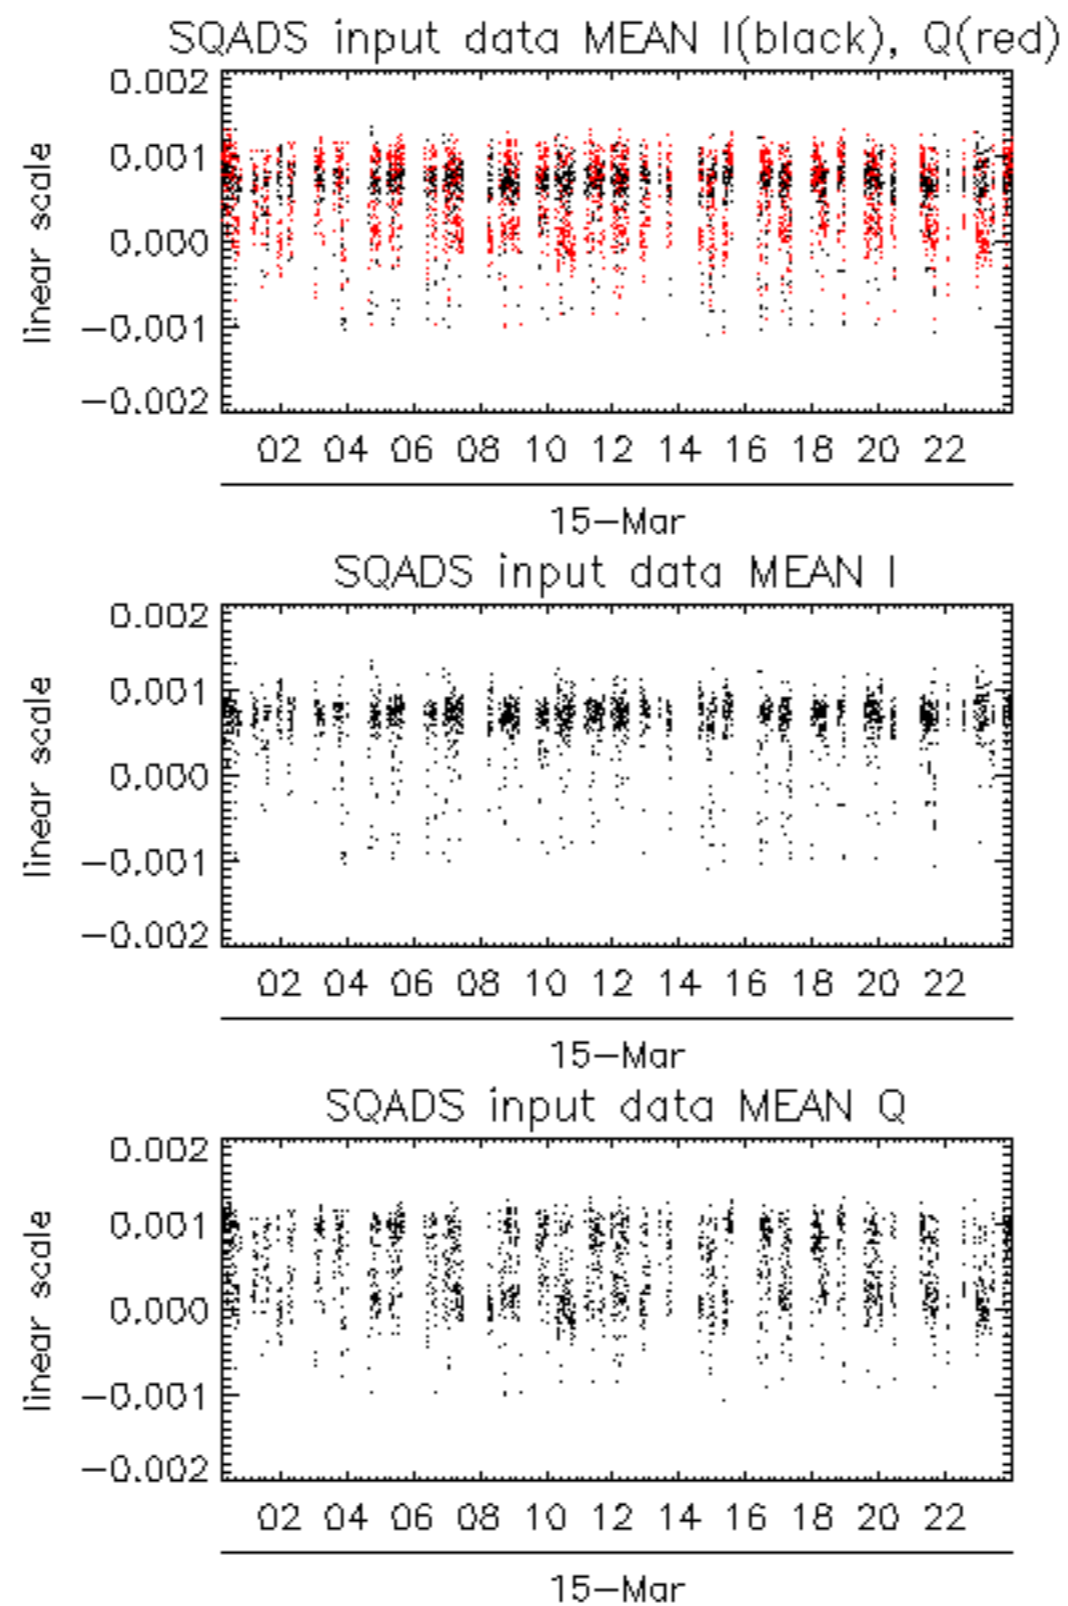 SQADS input data MEAN I(black), Q(red)
0.002
0.001
0.000
−0.001
−0.002
linear scale
02 04 06 08 10 12 14 16 18 20 22
15−Mar
SQADS input data MEAN I
0.002
0.001
0.000
−0.001
−0.002
linear scale
02 04 06 08 10 12 14 16 18 20 22
15−Mar
SQADS input data MEAN Q
0.002
0.001
0.000
−0.001
−0.002
linear scale
02 04 06 08 10 12 14 16 18 20 22
15−Mar